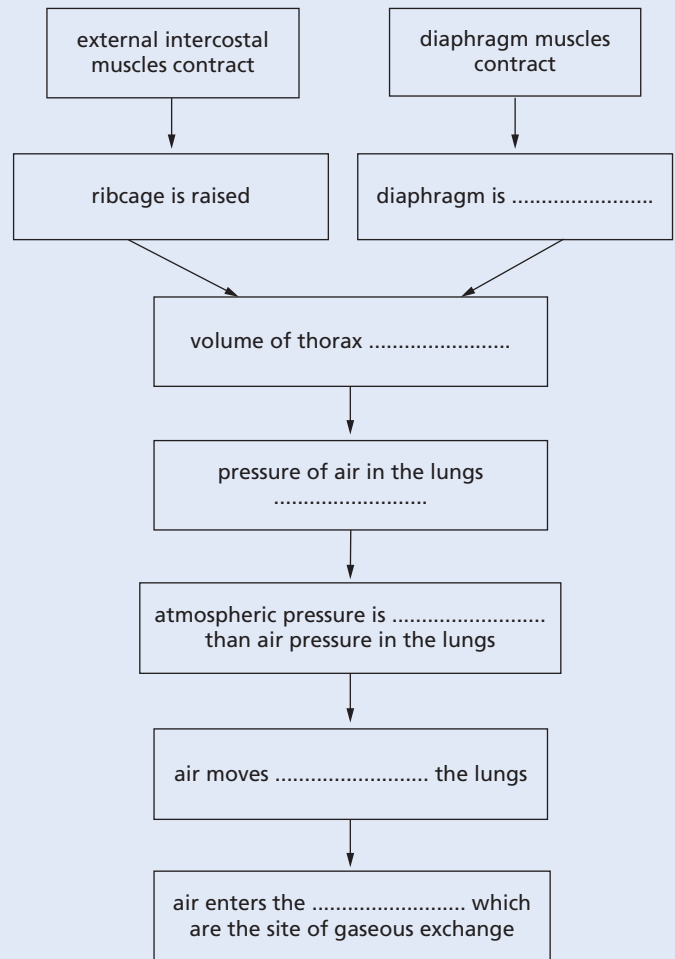 external intercostal
muscles contract
diaphragm muscles
contract
ribcage is raised
diaphragm is ........................
volume of thorax ........................
pressure of air in the lungs
..........................
atmospheric pressure is ..........................
than air pressure in the lungs
air moves .......................... the lungs
air enters the .......................... which
are the site of gaseous exchange